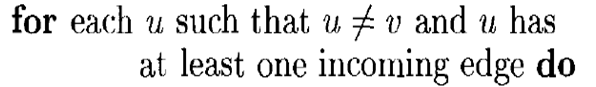 for each u such that u ≠ v and u has
at least one incoming edge do